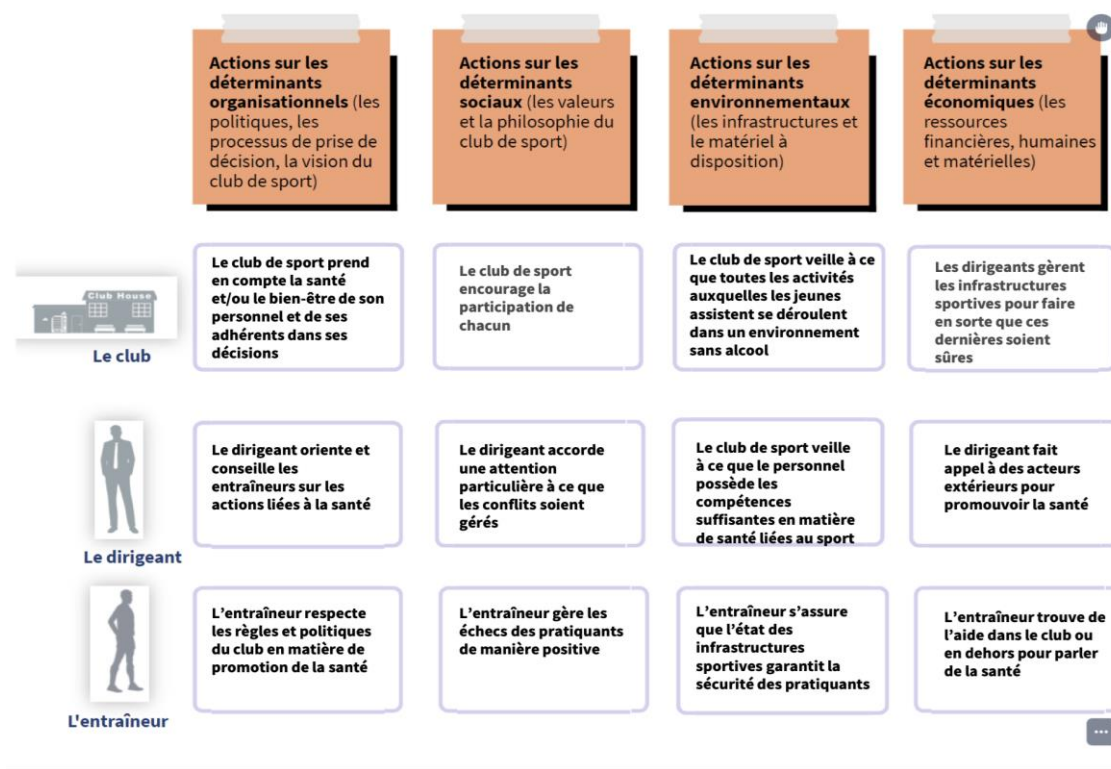 Actions sur les
déterminants
organisationnels (les
politiques, les
processus de prise de
décision, la vision du
club de sport)
Actions sur les
déterminants
sociaux (les valeurs
et la philosophie du
club de sport)
Actions sur les
déterminants
environnementaux
(les infrastructures et
le matériel à
disposition)
Actions sur les
déterminants
économiques (les
ressources
financières, humaines
et matérielles)
Club House
Le club
Le club de sport prend
en compte la santé
et/ou le bien-être de son
personnel et de ses
adhérents dans ses
décisions
Le club de sport
encourage la
participation de
chacun
Le club de sport veille à ce
que toutes les activités
auxquelles les jeunes
assistent se déroulent
dans un environnement
sans alcool
Les dirigeants gèrent
les infrastructures
sportives pour faire
en sorte que ces
dernières soient
sûres
Le dirigeant
Le dirigeant oriente et
conseille les
entraîneurs sur les
actions liées à la santé
Le dirigeant accorde
une attention
particulière à ce que
les conflits soient
gérés
Le club de sport veille
à ce que le personnel
possède les
compétences
suffisantes en matière
de santé liées au sport
Le dirigeant fait
appel à des acteurs
extérieurs pour
promouvoir la santé
L'entraîneur
L’entraîneur respecte
les règles et politiques
du club en matière de
promotion de la santé
L’entraîneur gère les
échecs des pratiquants
de manière positive
L’entraîneur s’assure
que l’état des
infrastructures
sportives garantit la
sécurité des pratiquants
L’entraîneur trouve de
l’aide dans le club ou
en dehors pour parler
de la santé